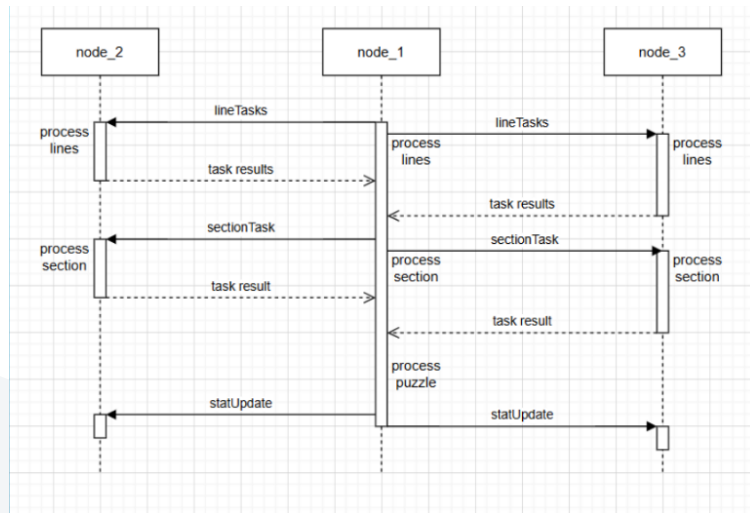 node_2
node_1
node_3
lineTasks
lineTasks
process
lines
process
lines
process
lines
task results
task results
sectionTask
sectionTask
process
section
process
section
process
section
task result
task result
process
puzzle
statUpdate
statUpdate